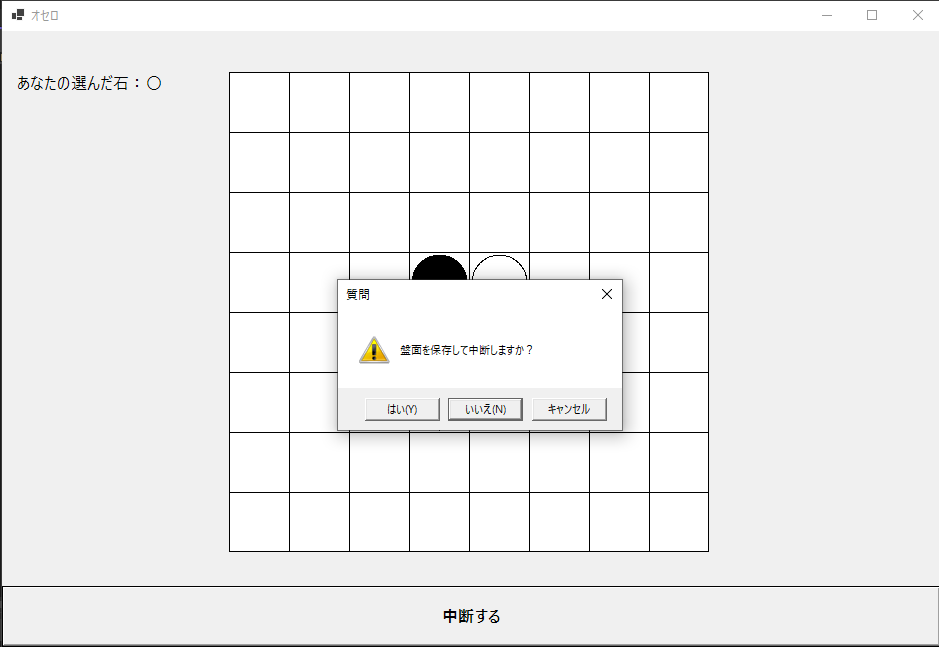 オセロ
あなたの選んだ石：〇
質問
盤面を保存して中断しますか？
はい(Y)
いいえ(N)
キャンセル
中断する